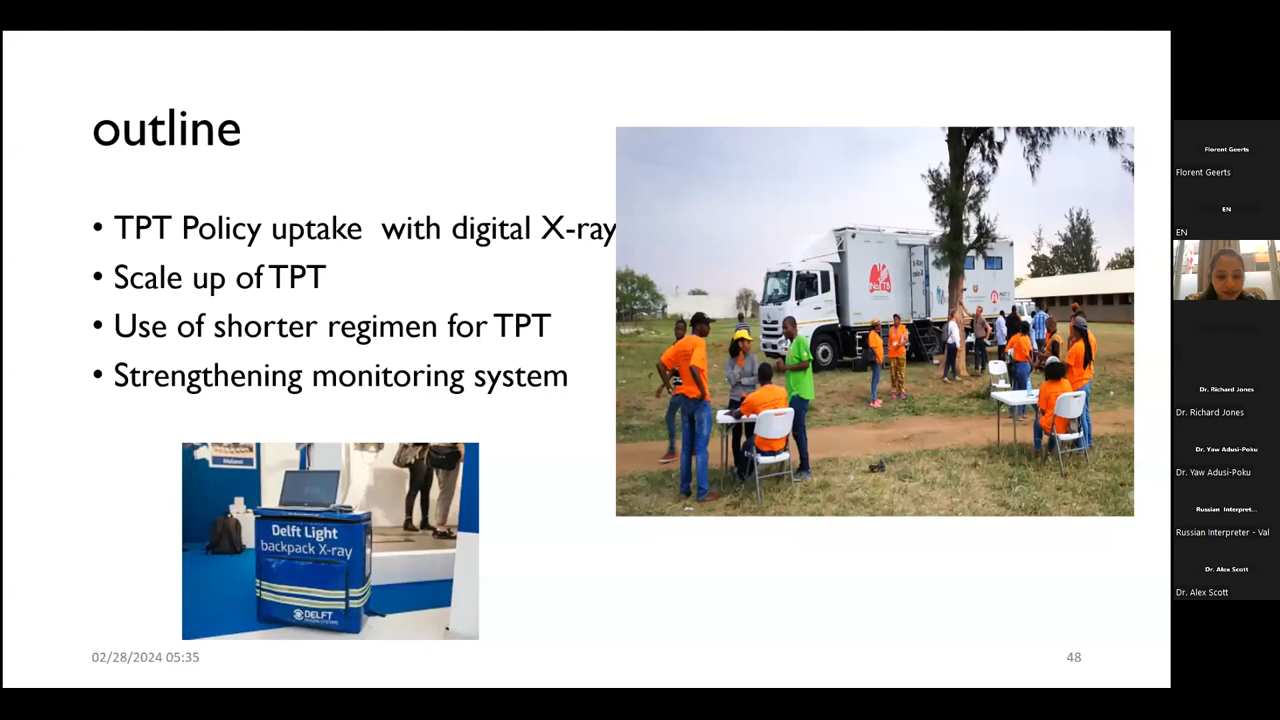 outline
• TPT Policy uptake  with digital X-ray
• Scale up of TPT
• Use of shorter regimen for TPT
• Strengthening monitoring system
No! TB
Delft Light
backpack X-ray
DELFT
02/28/2024 05:35
48
Florent Geerts
Florent Geerts
EN
EN
Dr. Richard Jones
Dr. Richard Jones
Dr. Yaw Adusi-Poku
Dr. Yaw Adusi-Poku
Russian Interpret...
Russian Interpreter - Val
Dr. Alex Scott
Dr. Alex Scott